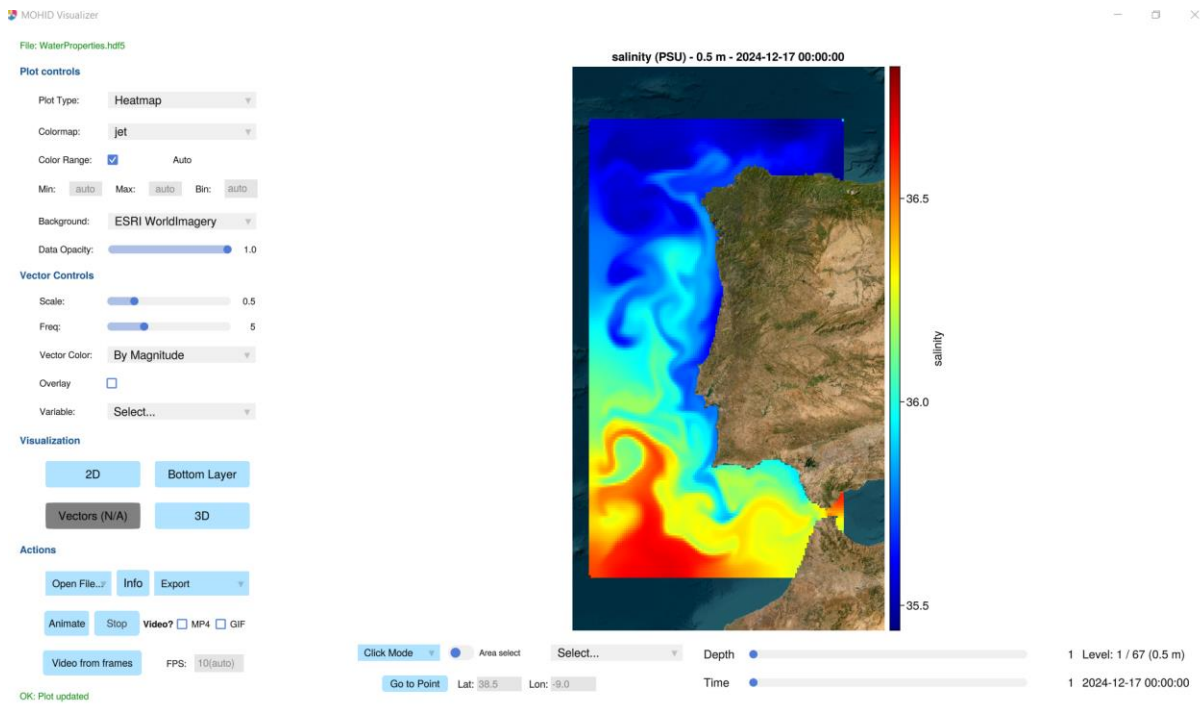 MOHID Visualizer
File: WaterProperties.hdf5
Plot controls
Plot Type: Heatmap
Colormap: jet
Color Range: Auto
Min: auto Max: auto Bin: auto
Background: ESRI WorldImagery
Data Opacity: 1.0
Vector Controls
Scale: 0.5
Freq: 5
Vector Color: By Magnitude
Overlay
Variable: Select...
Visualization
2D Bottom Layer
Vectors (N/A) 3D
Actions
Open File... Info Export
Animate Stop Video? MP4 GIF
Video from frames FPS: 10(auto)
OK: Plot updated
salinity (PSU) - 0.5 m - 2024-12-17 00:00:00
36.5
36.0
35.5
salinity
Click Mode Area select Select...
Go to Point Lat: 38.5 Lon: -9.0
Depth 1 Level: 1 / 67 (0.5 m)
Time 1 2024-12-17 00:00:00